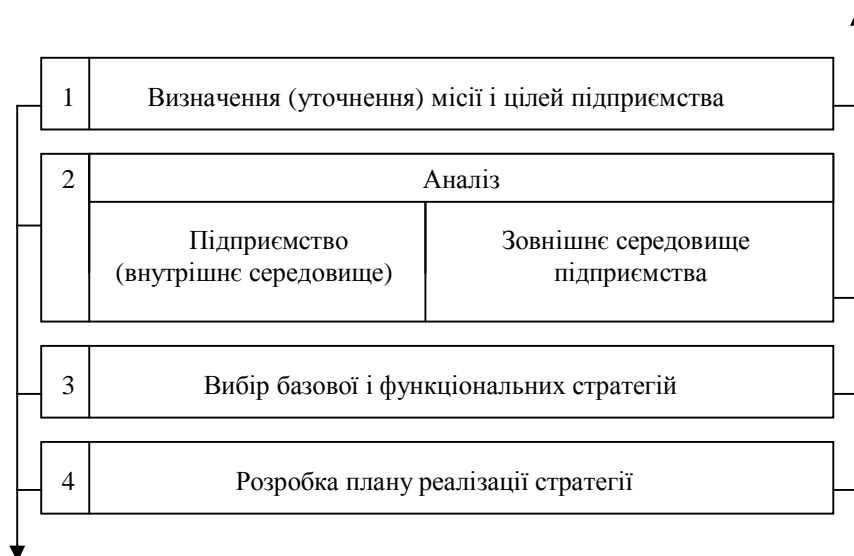 1 Визначення (уточнення) місії і цілей підприємства
2 Аналіз
Підприємство
(внутрішнє середовище)
Зовнішнє середовище
підприємства
3 Вибір базової і функціональних стратегій
4 Розробка плану реалізації стратегії